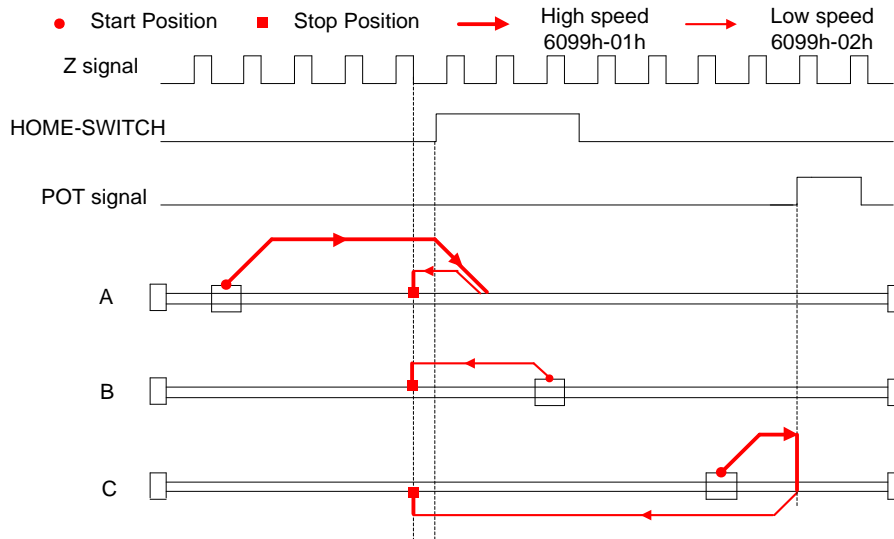 Start Position
Stop Position
High speed
6099h-01h
Low speed
6099h-02h
Z signal
HOME-SWITCH
POT signal
A
B
C